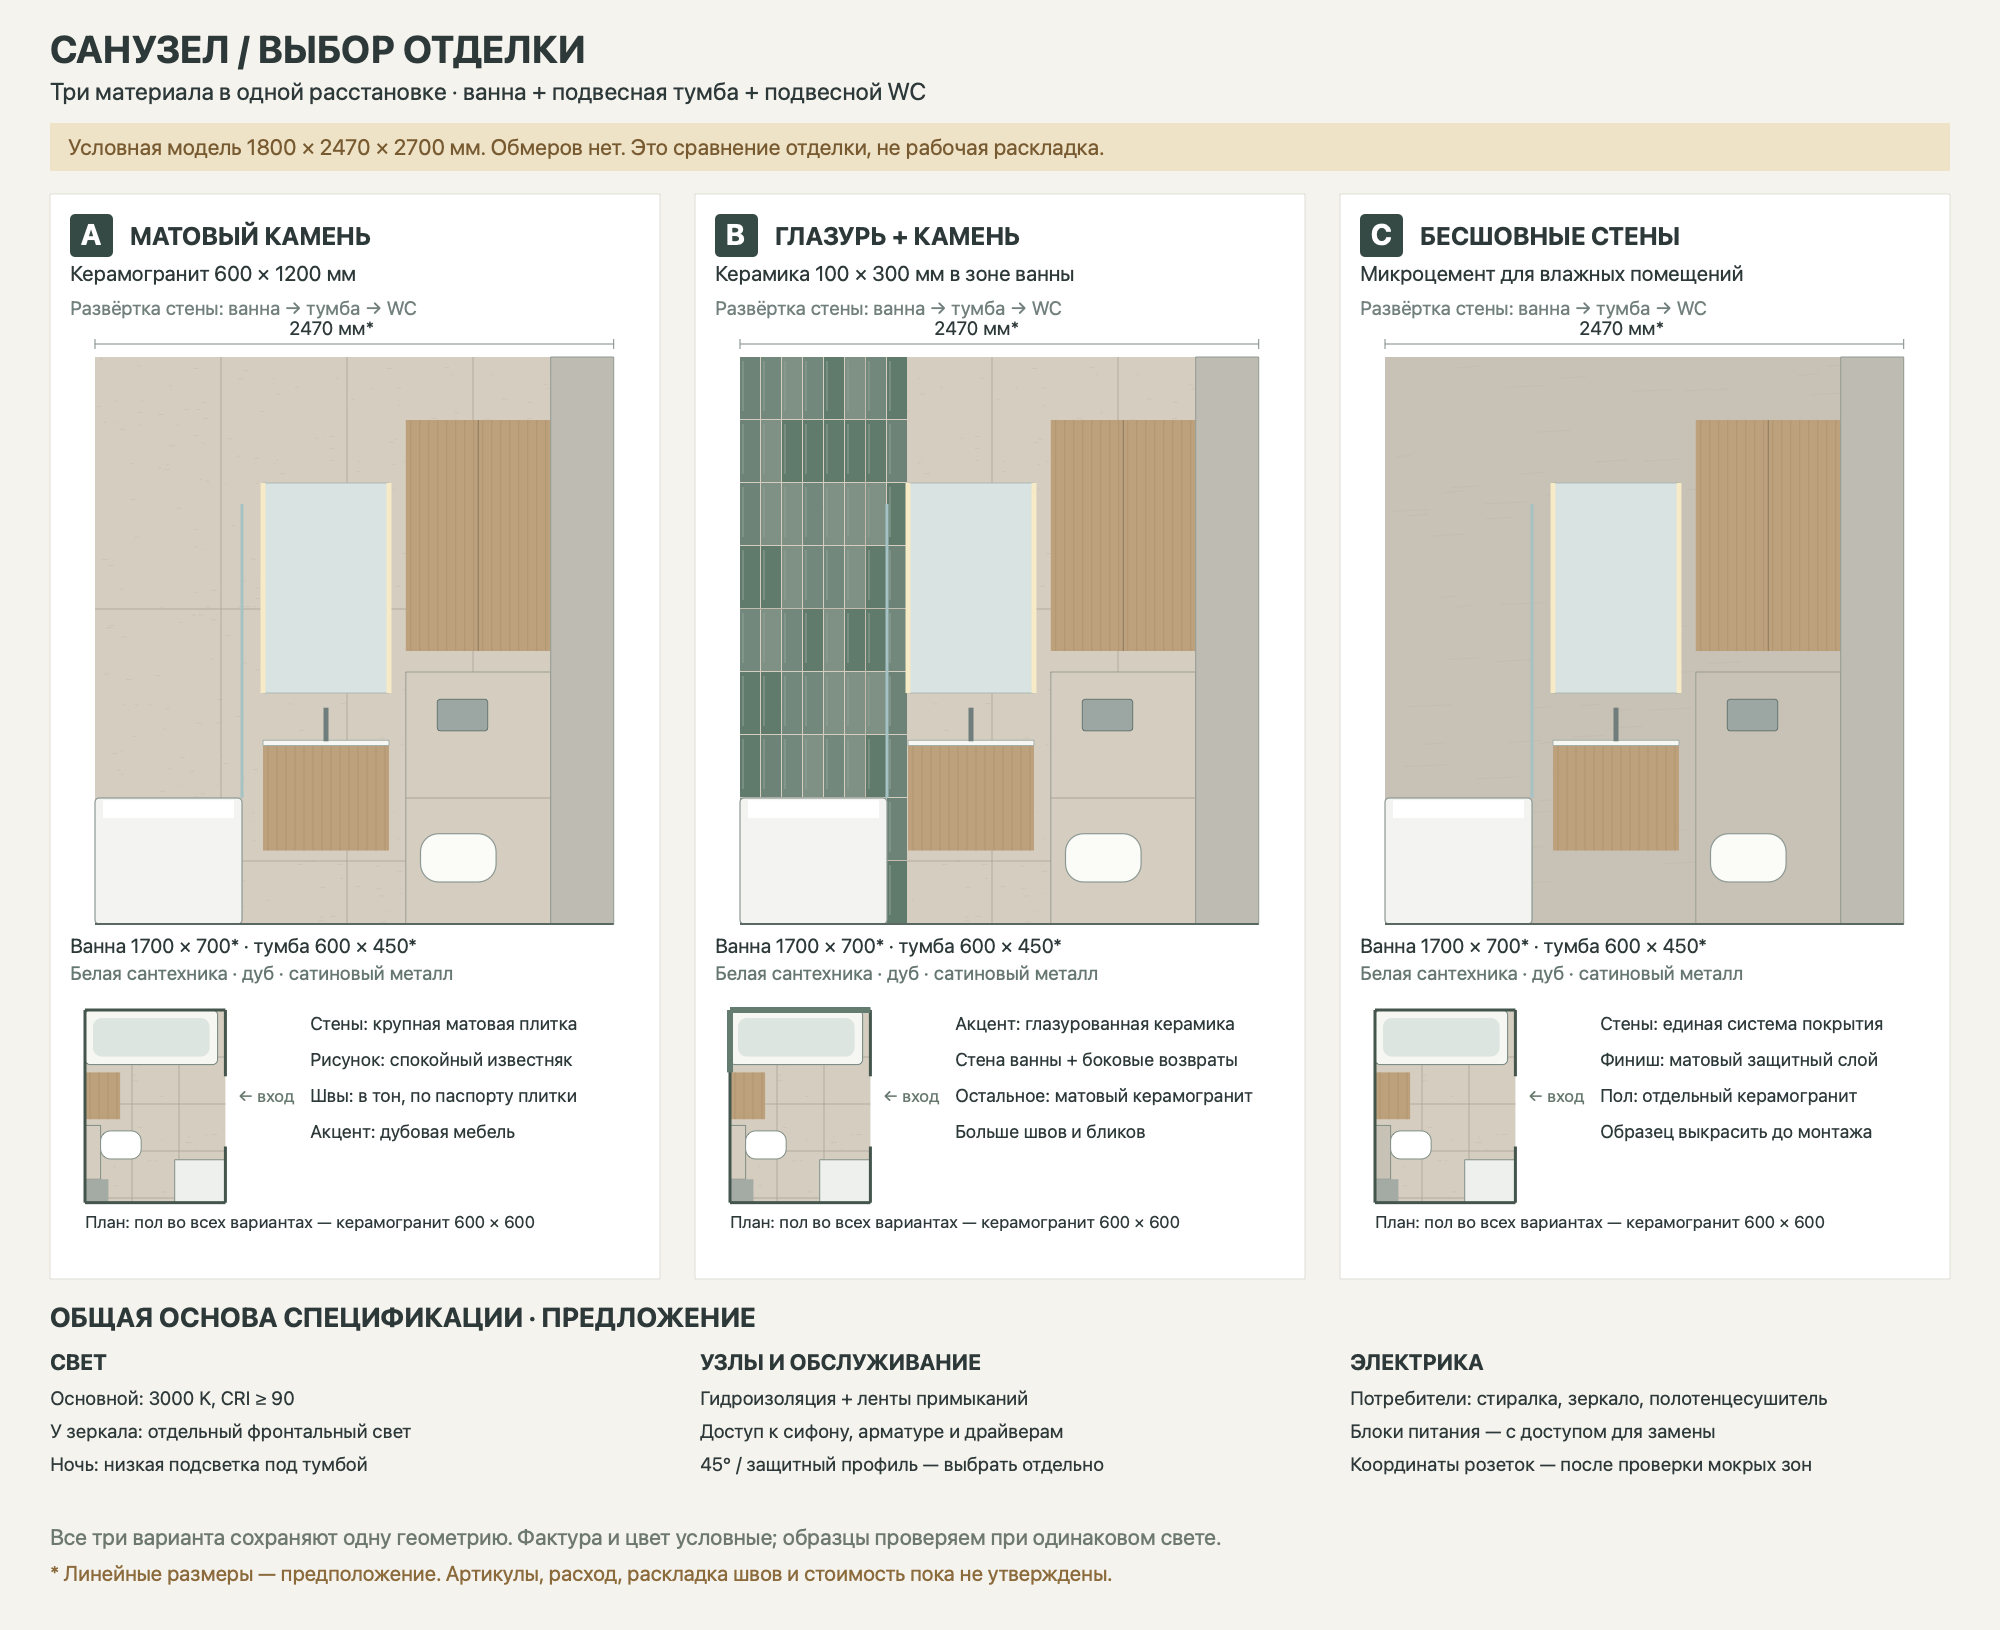 САНУЗЕЛ / ВЫБОР ОТДЕЛКИ
Три материала в одной расстановке · ванна + подвесная тумба + подвесной WC
Условная модель 1800 × 2470 × 2700 мм. Обмеров нет. Это сравнение отделки, не рабочая раскладка.
A МАТОВЫЙ КАМЕНЬ
Керамогранит 600 × 1200 мм
Развёртка стены: ванна → тумба → WC
2470 мм*
Ванна 1700 × 700* · тумба 600 × 450*
Белая сантехника · дуб · сатиновый металл
Стены: крупная матовая плитка
Рисунок: спокойный известняк
← вход
Швы: в тон, по паспорту плитки
Акцент: дубовая мебель
План: пол во всех вариантах — керамогранит 600 × 600
B ГЛАЗУРЬ + КАМЕНЬ
Керамика 100 × 300 мм в зоне ванны
Развёртка стены: ванна → тумба → WC
2470 мм*
Ванна 1700 × 700* · тумба 600 × 450*
Белая сантехника · дуб · сатиновый металл
Акцент: глазурованная керамика
Стена ванны + боковые возвраты
← вход
Остальное: матовый керамогранит
Больше швов и бликов
План: пол во всех вариантах — керамогранит 600 × 600
C БЕСШОВНЫЕ СТЕНЫ
Микроцемент для влажных помещений
Развёртка стены: ванна → тумба → WC
2470 мм*
Ванна 1700 × 700* · тумба 600 × 450*
Белая сантехника · дуб · сатиновый металл
Стены: единая система покрытия
Финиш: матовый защитный слой
← вход
Пол: отдельный керамогранит
Образец выкрасить до монтажа
План: пол во всех вариантах — керамогранит 600 × 600
ОБЩАЯ ОСНОВА СПЕЦИФИКАЦИИ · ПРЕДЛОЖЕНИЕ
СВЕТ
Основной: 3000 K, CRI ≥ 90
У зеркала: отдельный фронтальный свет
Ночь: низкая подсветка под тумбой
УЗЛЫ И ОБСЛУЖИВАНИЕ
Гидроизоляция + ленты примыканий
Доступ к сифону, арматуре и драйверам
45° / защитный профиль — выбрать отдельно
ЭЛЕКТРИКА
Потребители: стиралка, зеркало, полотенцесушитель
Блоки питания — с доступом для замены
Координаты розеток — после проверки мокрых зон
Все три варианта сохраняют одну геометрию. Фактура и цвет условные; образцы проверяем при одинаковом свете.
* Линейные размеры — предположение. Артикулы, расход, раскладка швов и стоимость пока не утверждены.